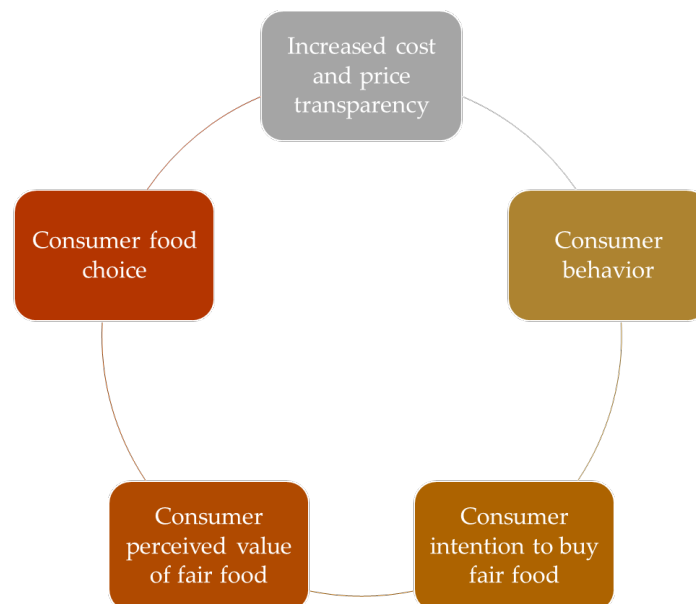 Increased cost
and price
transparency
Consumer food
choice
Consumer
behavior
Consumer
perceived value
of fair food
Consumer
intention to buy
fair food